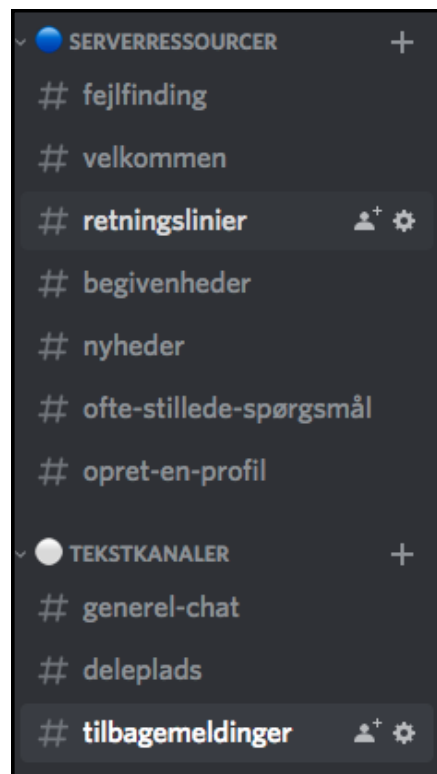 SERVERRESSOURCER
# fejlfinding
# velkommen
# retningslinier
# begivenheder
# nyheder
# ofte-stillede-spørgsmål
# opret-en-profil
TEKSTKANALER
# generel-chat
# deleplads
# tilbagemeldinger